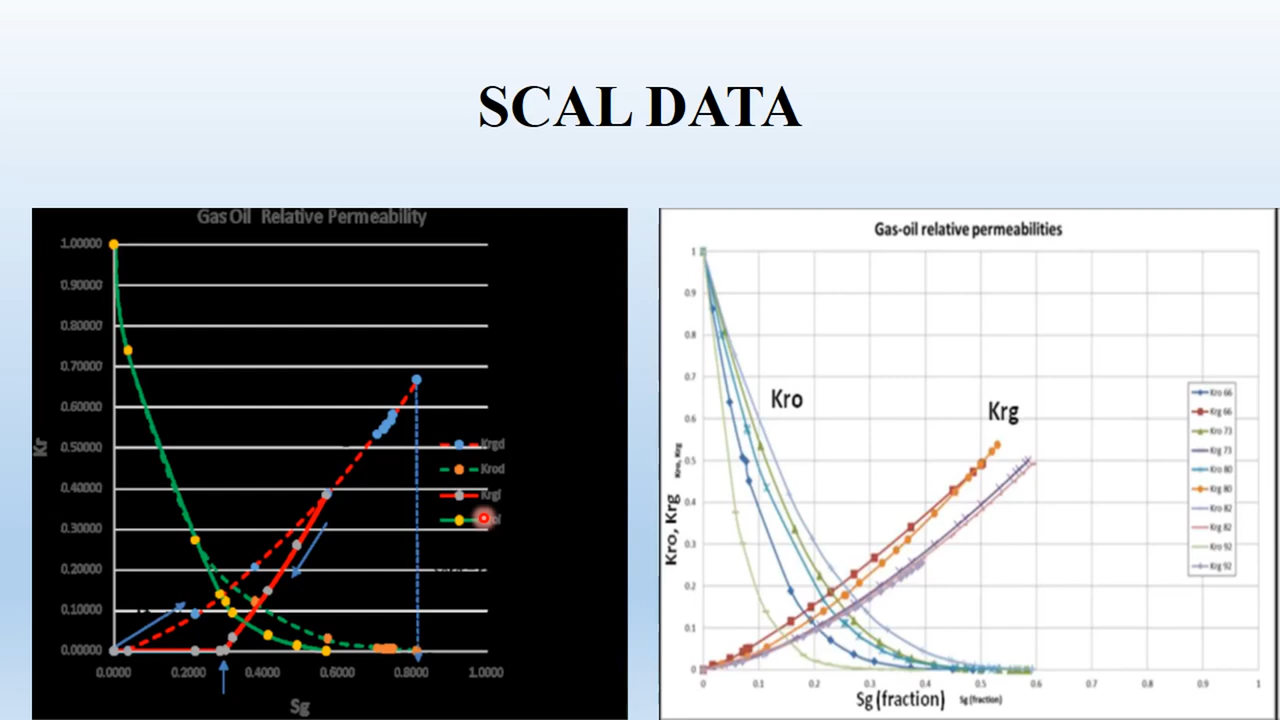 SCAL DATA
Gas Oil Relative Permeability
1.00000
0.90000
0.80000
0.70000
0.60000
0.50000
0.40000
0.30000
0.20000
0.10000
0.00000
Kr
0.0000 0.2000 0.4000 0.6000 0.8000 1.0000
Sg
Krgd
Krod
KrgI
Gas-oil relative permeabilities
1
0.9
0.8
0.7
0.6
0.5
0.4
0.3
0.2
0.1
0
Kro, Krg
Kro, Krg
Kro
Krg
0 0.1 0.2 0.3 0.4 0.5 0.6 0.7 0.8 0.9 1
Sg (fraction) Sg (fraction)
Kro 66
Krg 66
Kro 73
Krg 73
Kro 80
Krg 80
Kro 82
Krg 82
Kro 92
Krg 92